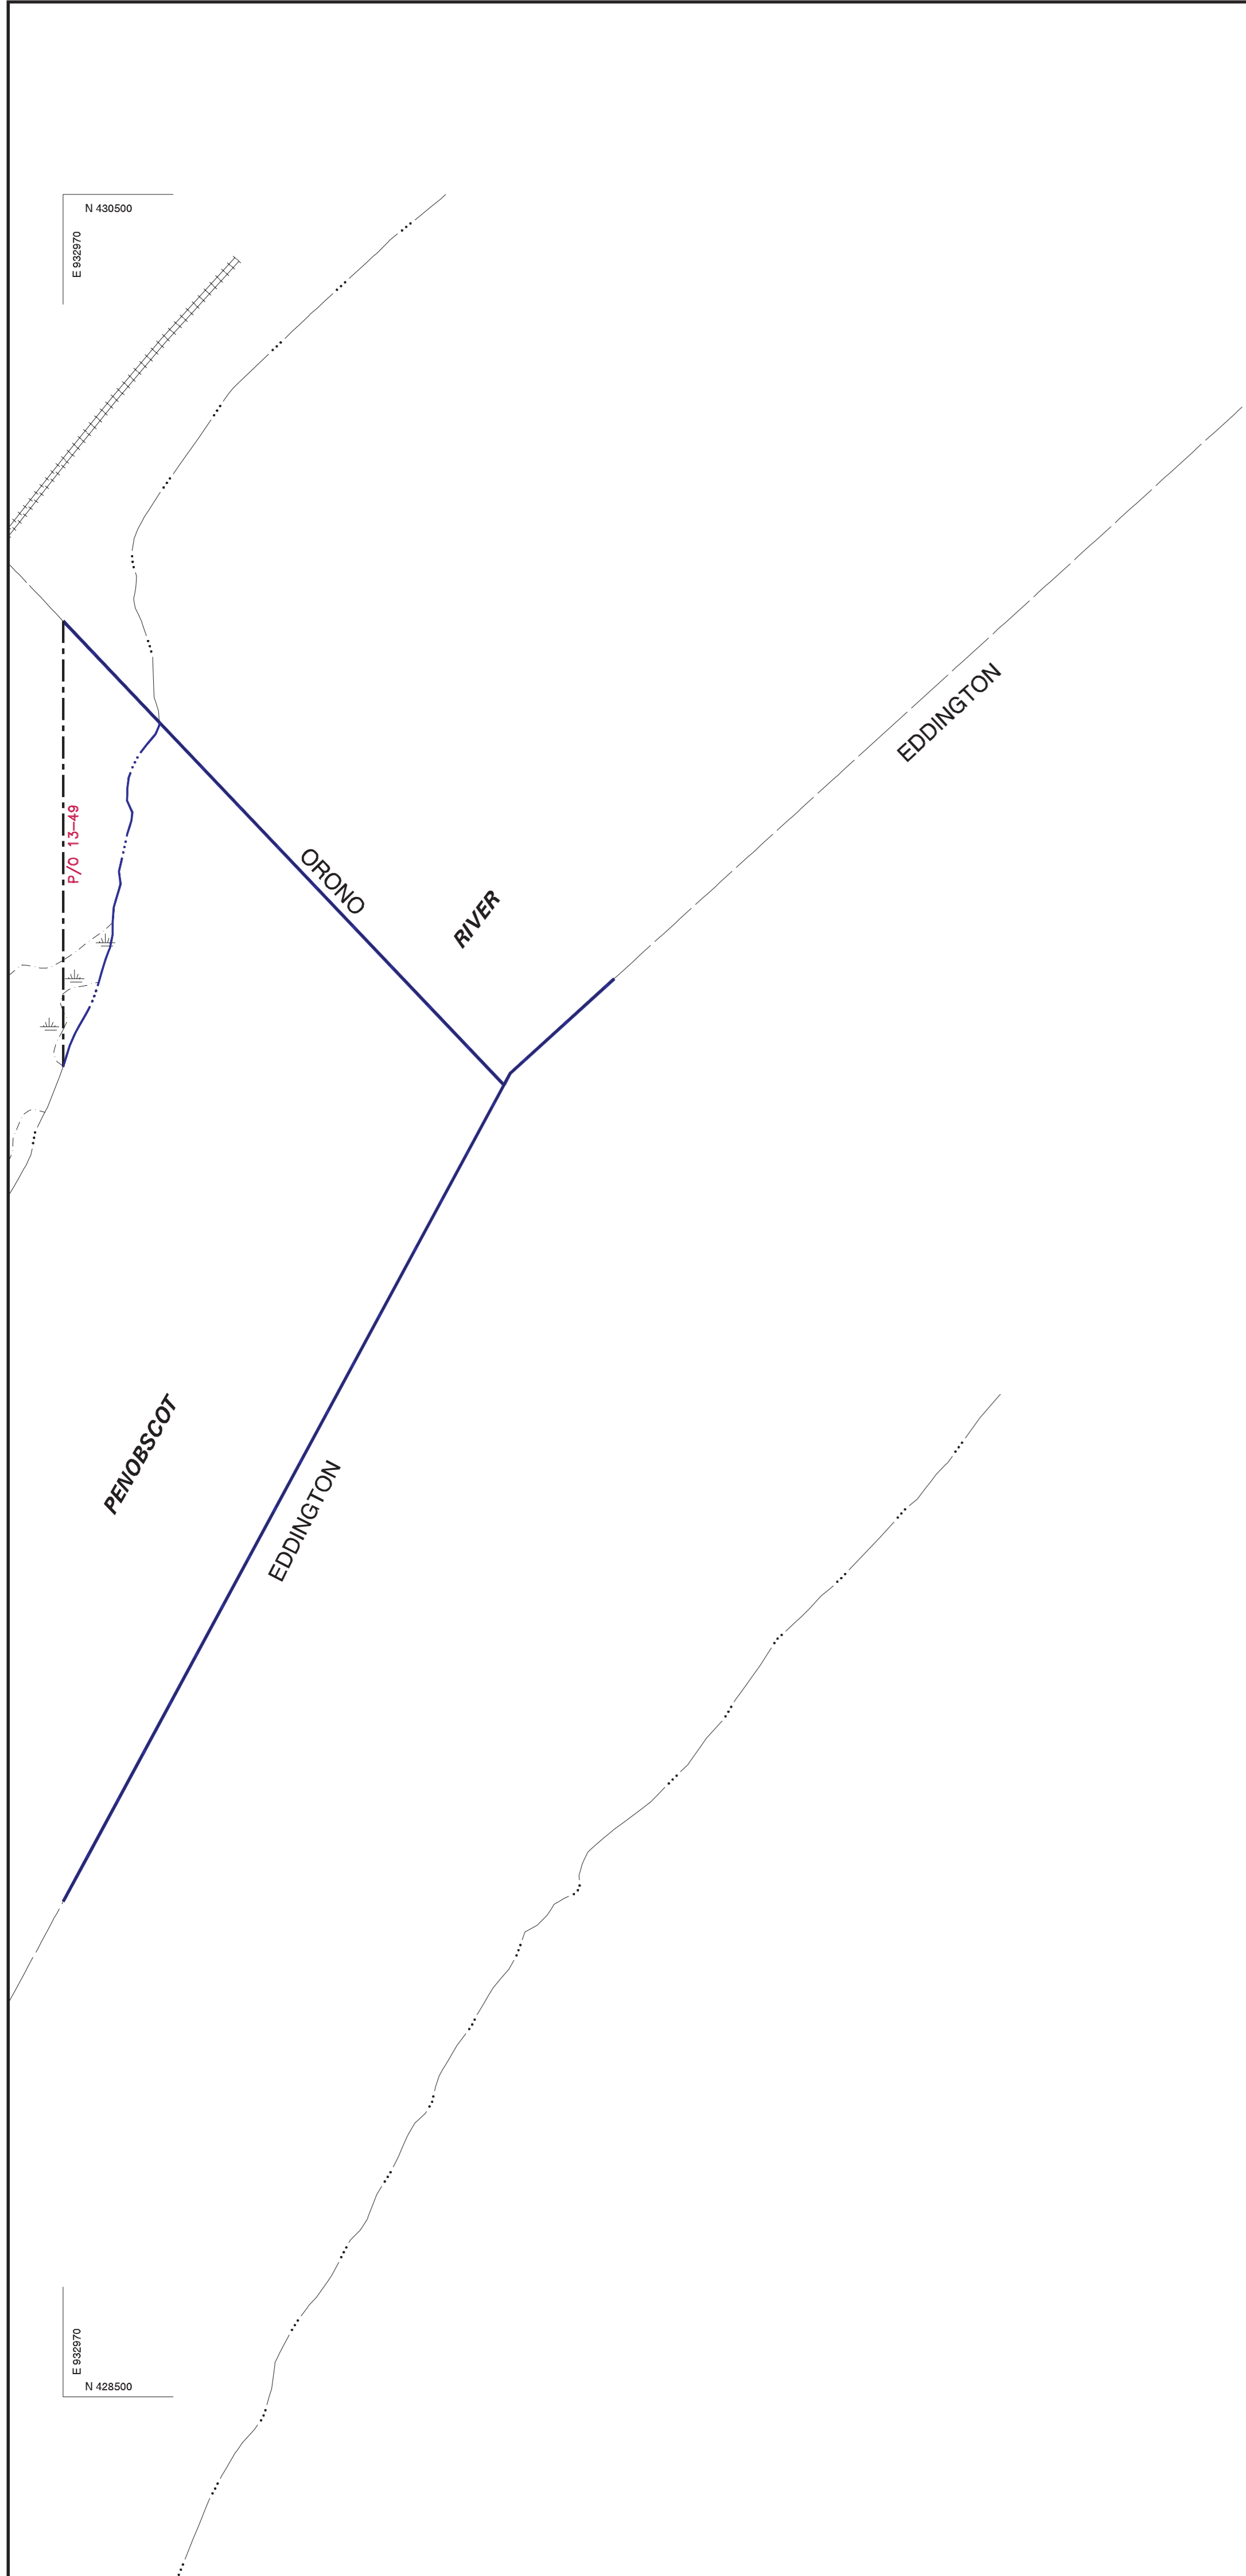 N 430500
E 932970
EDDINGTON
P/O 13-49
ORONO
RIVER
PENOBSCOT
EDDINGTON
E 932970
N 428500